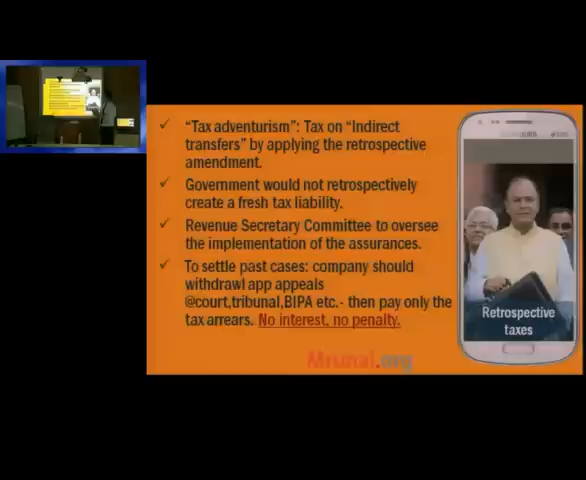 “Tax adventurism”: Tax on “Indirect
transfers” by applying the retrospective
amendment.
Government would not retrospectively
create a fresh tax liability.
Revenue Secretary Committee to oversee
the implementation of the assurances.
To settle past cases: company should
withdrawl app appeals
@court,tribunal,BIPA etc.- then pay only the
tax arrears. No interest, no penalty.
Retrospective
taxes
Mrunal.org